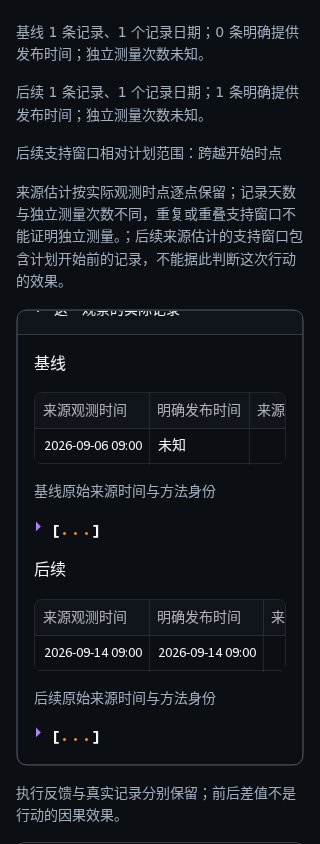 基线 1 条记录、1 个记录日期；0 条明确提供
发布时间；独立测量次数未知。
后续 1 条记录、1 个记录日期；1 条明确提供
发布时间；独立测量次数未知。
后续支持窗口相对计划范围：跨越开始时点
来源估计按实际观测时点逐点保留；记录天数
与独立测量次数不同，重复或重叠支持窗口不
能证明独立测量。；后续来源估计的支持窗口包
含计划开始前的记录，不能据此判断这次行动
的效果。
基线
来源观测时间 明确发布时间 来源
2026-09-06 09:00 未知
基线原始来源时间与方法身份
[...]
后续
来源观测时间 明确发布时间 来
2026-09-14 09:00 2026-09-14 09:00
后续原始来源时间与方法身份
[...]
执行反馈与真实记录分别保留；前后差值不是
行动的因果效果。